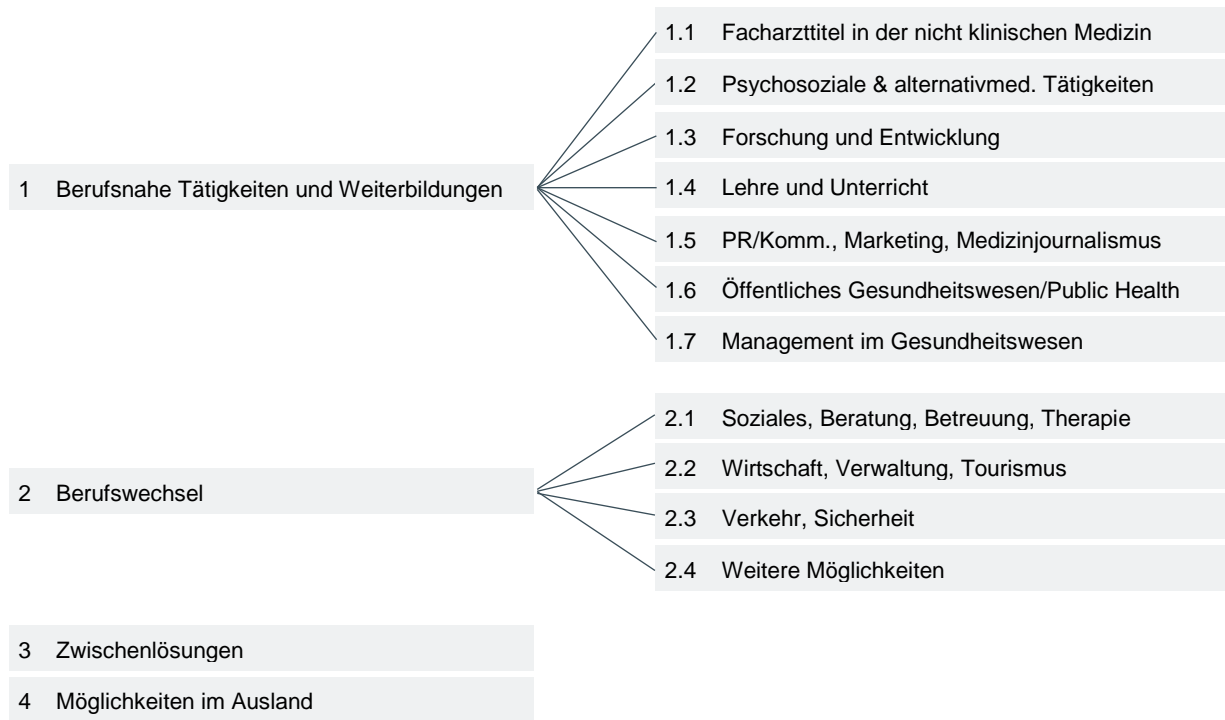 1 Berufsnahe Tätigkeiten und Weiterbildungen
1.1 Facharzttitel in der nicht klinischen Medizin
1.2 Psychosoziale & alternativmed. Tätigkeiten
1.3 Forschung und Entwicklung
1.4 Lehre und Unterricht
1.5 PR/Komm., Marketing, Medizinjournalismus
1.6 Öffentliches Gesundheitswesen/Public Health
1.7 Management im Gesundheitswesen
2 Berufswechsel
2.1 Soziales, Beratung, Betreuung, Therapie
2.2 Wirtschaft, Verwaltung, Tourismus
2.3 Verkehr, Sicherheit
2.4 Weitere Möglichkeiten
3 Zwischenlösungen
4 Möglichkeiten im Ausland